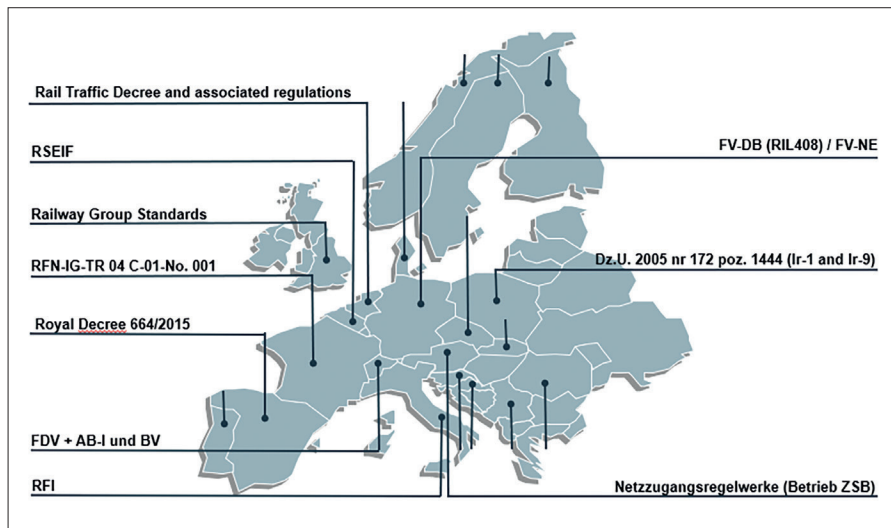 Rail Traffic Decree and associated regulations
RSEIF
Railway Group Standards
RFN-IG-TR 04 C-01-No. 001
Royal Decree 664/2015
FDV + AB-I und BV
RFI
FV-DB (RIL408) / FV-NE
Dz.U. 2005 nr 172 poz. 1444 (Ir-1 and Ir-9)
Netzzugangsregelwerke (Betrieb ZSB)